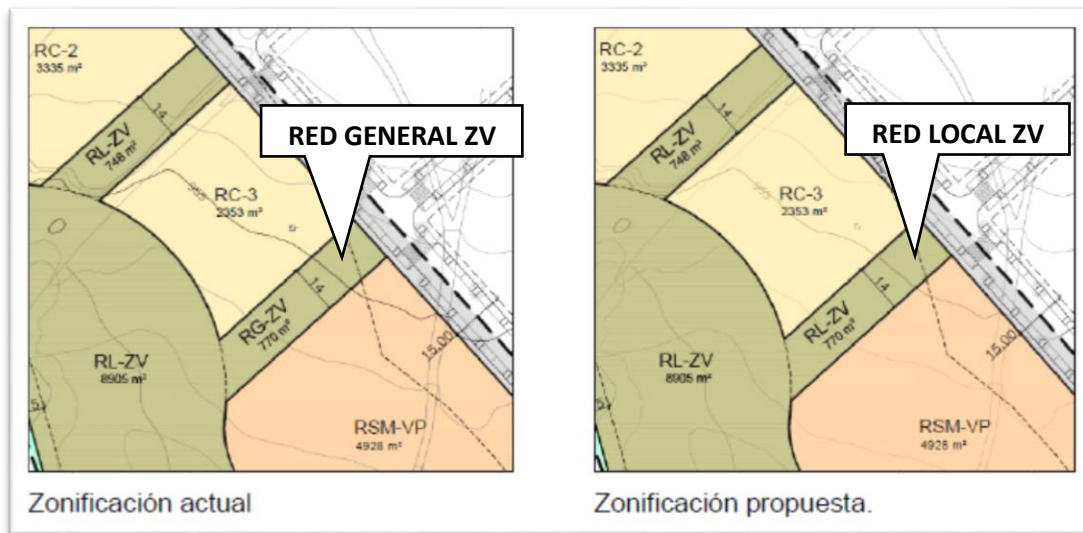 RC-2
3335 m²
RL-ZV
748 m²
14
RED GENERAL ZV
RC-3
2353 m²
14
RG-ZV
770 m²
15,00
RL-ZV
8905 m²
RSM-VP
4928 m²
Zonificación actual
RC-2
3335 m²
RL-ZV
748 m²
14
RED LOCAL ZV
RC-3
2353 m²
14
RL-ZV
770 m²
15,00
RL-ZV
8905 m²
RSM-VP
4928 m²
Zonificación propuesta.